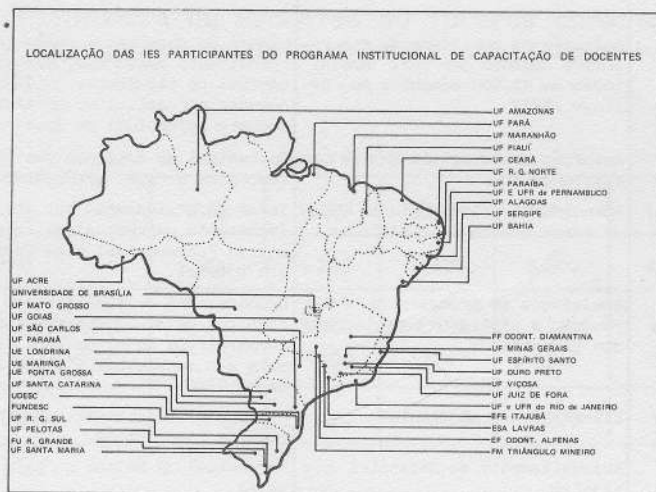 LOCALIZAÇÃO DAS IES PARTICIPANTES DO PROGRAMA INSTITUCIONAL DE CAPACITAÇÃO DE DOCENTES
UF AMAZONAS
UF PARÁ
UF MARANHÃO
UF PIAUÍ
UF CEARÁ
UF R. G. NORTE
UF PARAÍBA
UF E UFR de PERNAMBUCO
UF ALAGOAS
UF SERGIPE
UF BAHIA
UF ACRE
UNIVERSIDADE DE BRASÍLIA
UF MATO GROSSO
UF GOIAS
UF SÃO CARLOS
UF PARANÁ
UE LONDRINA
UE MARINGÁ
UE PONTA GROSSA
UF SANTA CATARINA
UDESC
FUNDESC
UF R. G. SUL
UF PELOTAS
FU R. GRANDE
UF SANTA MARIA
FF ODONT. DIAMANTINA
UF MINAS GERAIS
UF ESPÍRITO SANTO
UF OURO PRETO
UF VIÇOSA
UF JUIZ DE FORA
UF e UFR do RIO de JANEIRO
EFE ITAJUBÁ
ESA LAVRAS
EF ODONT. ALFENAS
FM TRIÂNGULO MINEIRO